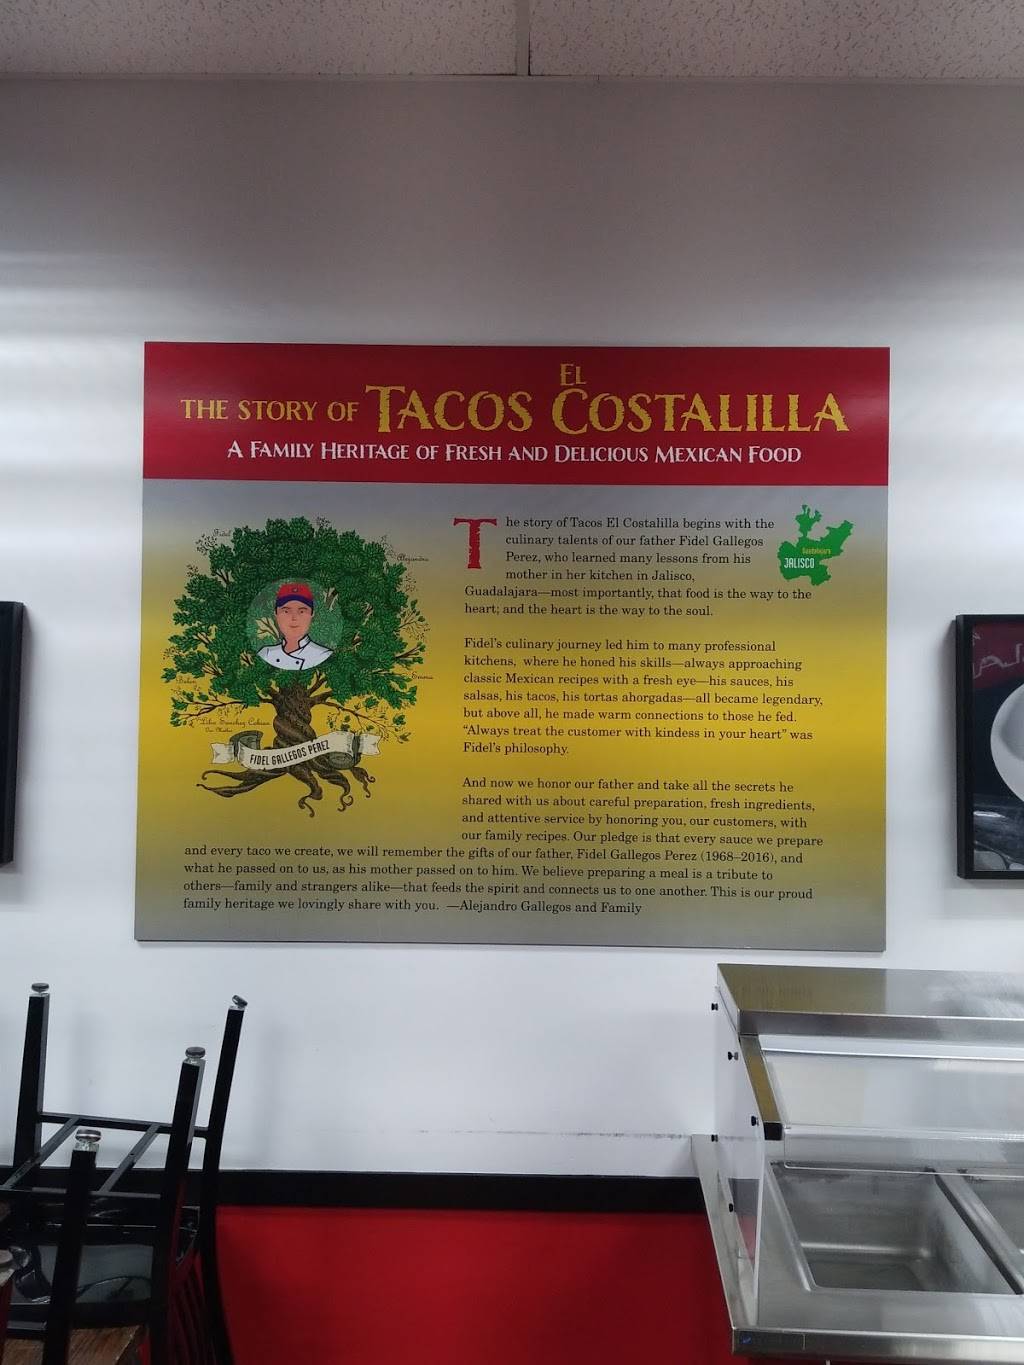 EL
THE STORY OF TACOS COSTALILLA
A FAMILY HERITAGE OF FRESH AND DELICIOUS MEXICAN FOOD
Fidel
Alejandro
Emma
Belen
Liba Sanchez Cobian
FIDEL GALLEGOS PEREZ
The story of Tacos El Costalilla begins with the
culinary talents of our father Fidel Gallegos
Perez, who learned many lessons from his
mother in her kitchen in Jalisco,
Guadalajara—most importantly, that food is the way to the
heart; and the heart is the way to the soul.
Guadalajara
JALISCO
Fidel's culinary journey led him to many professional
kitchens, where he honed his skills—always approaching
classic Mexican recipes with a fresh eye—his sauces, his
salsas, his tacos, his tortas ahorgadas—all became legendary,
but above all, he made warm connections to those he fed.
“Always treat the customer with kindess in your heart” was
Fidel's philosophy.
And now we honor our father and take all the secrets he
shared with us about careful preparation, fresh ingredients,
and attentive service by honoring you, our customers, with
our family recipes. Our pledge is that every sauce we prepare
and every taco we create, we will remember the gifts of our father, Fidel Gallegos Perez (1968–2016), and
what he passed on to us, as his mother passed on to him. We believe preparing a meal is a tribute to
others—family and strangers alike—that feeds the spirit and connects us to one another. This is our proud
family heritage we lovingly share with you. —Alejandro Gallegos and Family